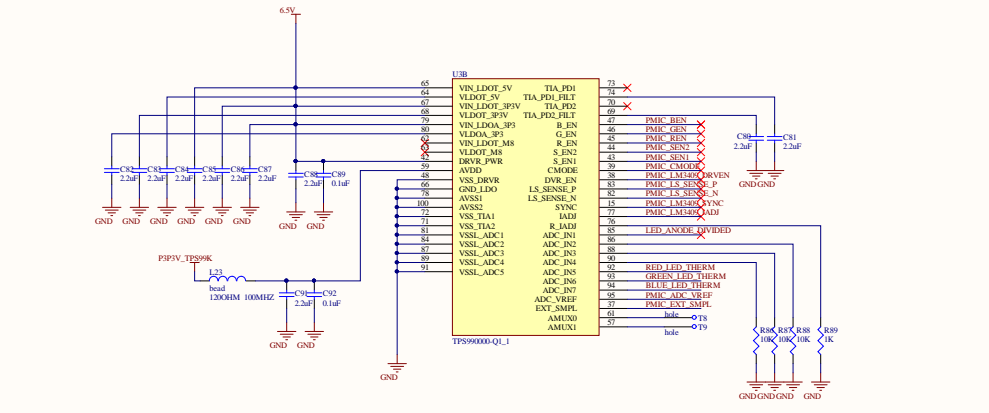 6.5V
U3B
65 VIN_LDOT_5V TIA_PD1 73
64 VLDOT_5V TIA_PD1_FILT 74
67 VIN_LDOT_3P3V TIA_PD2 70
68 VLDOT_3P3V TIA_PD2_FILT 69
79 VIN_LDOA_3P3 B_EN 47 PMIC_BEN
80 VLDOA_3P3 G_EN 46 PMIC_GEN
62 VIN_LDOT_M8 R_EN 45 PMIC_REN
VLDOT_M8 S_EN2 44 PMIC_SEN2
42 DRVR_PWR S_EN1 43 PMIC_SEN1
59 AVDD CMODE 39 PMIC_CMODE
48 VSS_DRVR DVR_EN 38 PMIC_LM3409_DRVEN
66 GND_LDO LS_SENSE_P 83 PMIC_LS_SENSE_P
78 AVSS1 LS_SENSE_N 82 PMIC_LS_SENSE_N
100 AVSS2 SYNC 15 PMIC_LM3409_SYNC
72 VSS_TIA1 IADJ 77 PMIC_LM3409_IADJ
71 VSS_TIA2 R_IADJ 76
81 VSSL_ADC1 ADC_IN1 85 LED_ANODE_DIVIDED
84 VSSL_ADC2 ADC_IN2 86
87 VSSL_ADC3 ADC_IN3 88
89 VSSL_ADC4 ADC_IN4 90
91 VSSL_ADC5 ADC_IN5 92 RED_LED_THERM
ADC_IN6 93 GREEN_LED_THERM
ADC_IN7 94 BLUE_LED_THERM
ADC_VREF 95 PMIC_ADC_VREF
EXT_SMPL 37 PMIC_EXT_SMPL
AMUX0 61 hole T8
AMUX1 57 hole T9
TPS990000-Q1_1
C82 C83 C84 C85 C86 C87 C88 C89
2.2uF 2.2uF 2.2uF 2.2uF 2.2uF 2.2uF 2.2uF 0.1uF
GND GND GND GND GND GND GND GND
C80 C81
2.2uF 2.2uF
GND GND
P3P3V_TPS99K
L23
bead
120OHM 100MHZ
C91 C92
2.2uF 0.1uF
GND GND
GND
R86 R87 R88 R89
10K 10K 10K 1K
GND GND GND GND